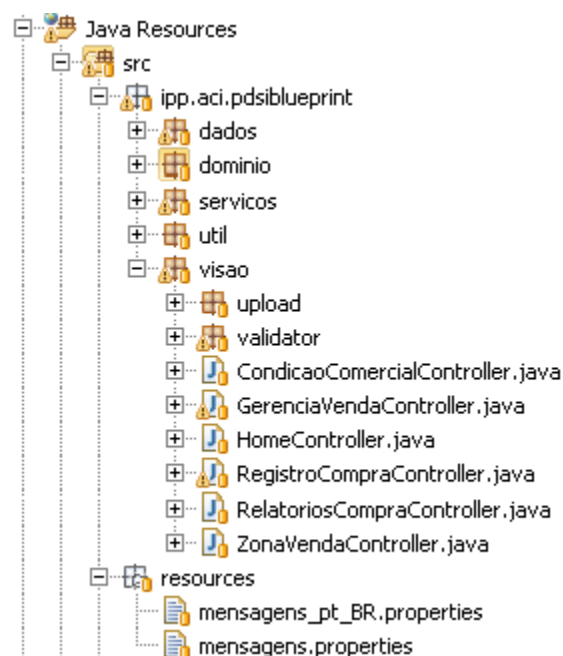 Java Resources
src
ipp.aci.pdsiblueprint
dados
dominio
servicos
util
visao
upload
validator
CondicaoComercialController.java
GerenciaVendaController.java
HomeController.java
RegistroCompraController.java
RelatoriosCompraController.java
ZonaVendaController.java
resources
mensagens_pt_BR.properties
mensagens.properties